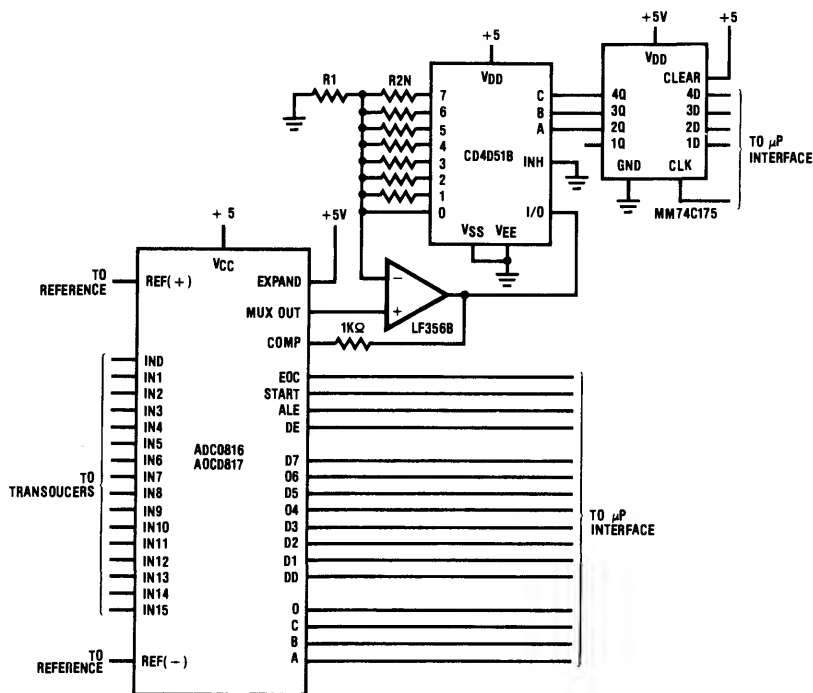 +5
+5V
+5
R1
R2N
VDD
7
6
5
4
3
2
1
0
C
B
A
CD4D51B
INH
I/O
VSS
VEE
VDD
CLEAR
4Q
3Q
2Q
1Q
4D
3D
2D
1D
GND
CLK
MM74C175
TO μP
INTERFACE
+ 5
+5V
VCC
TO
REFERENCE
REF(+)
EXPAND
MUX OUT
COMP
1KΩ
−
+
LF356B
IND
IN1
IN2
IN3
IN4
IN5
IN6
IN7
IN8
IN9
IN10
IN11
IN12
IN13
IN14
IN15
TO
TRANSOUCERS
ADC0816
AOCD817
EOC
START
ALE
DE
D7
O6
D5
O4
D3
D2
D1
DD
O
C
B
A
TO μP
INTERFACE
TO
REFERENCE
REF(−)